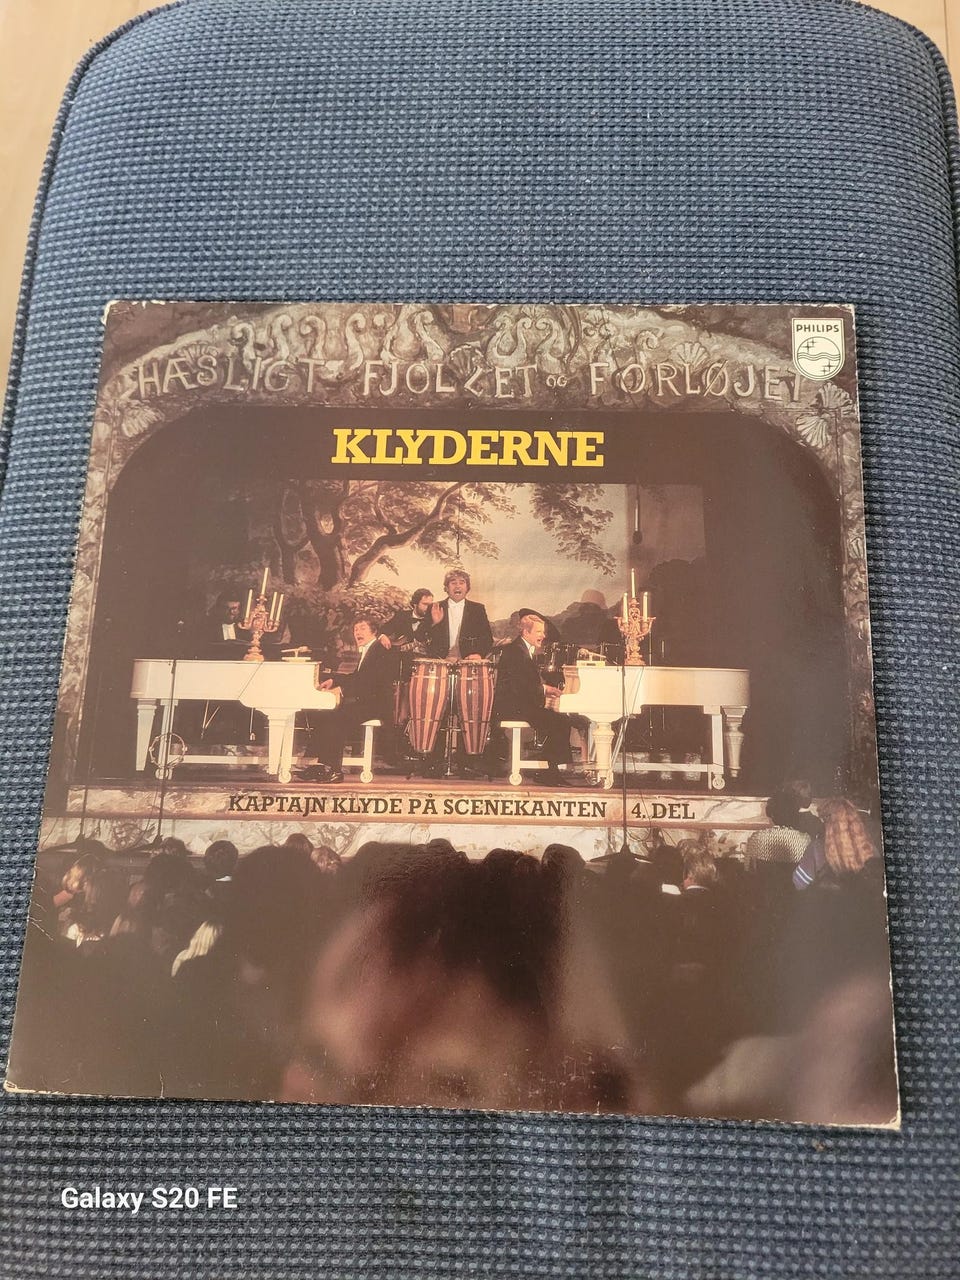 PHILIPS
HÆSLIGT FJOLLET OG FORLØJET
KLYDERNE
KAPTAJN KLYDE PÅ SCENEKANTEN 4. DEL
Galaxy S20 FE